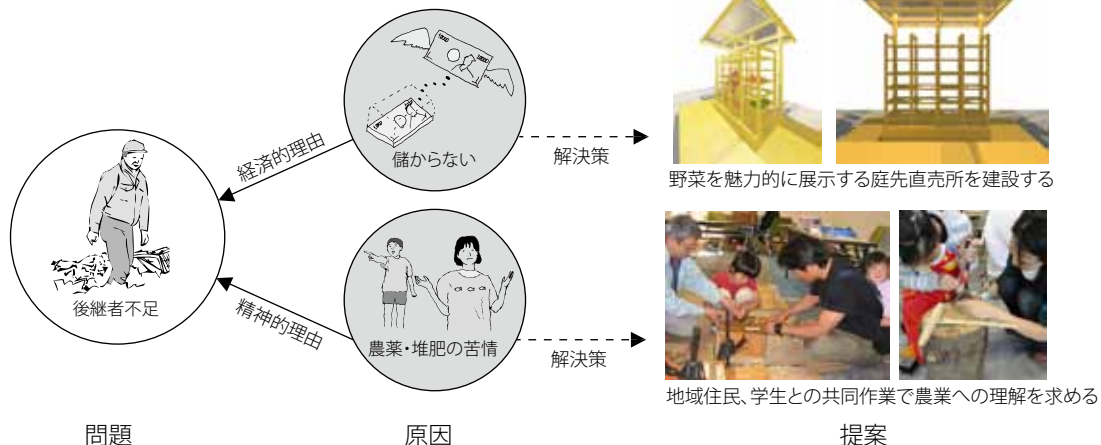 経済的理由
儲からない
解決策
野菜を魅力的に展示する庭先直売所を建設する
後継者不足
精神的理由
農薬・堆肥の苦情
解決策
地域住民、学生との共同作業で農業への理解を求める
問題
原因
提案